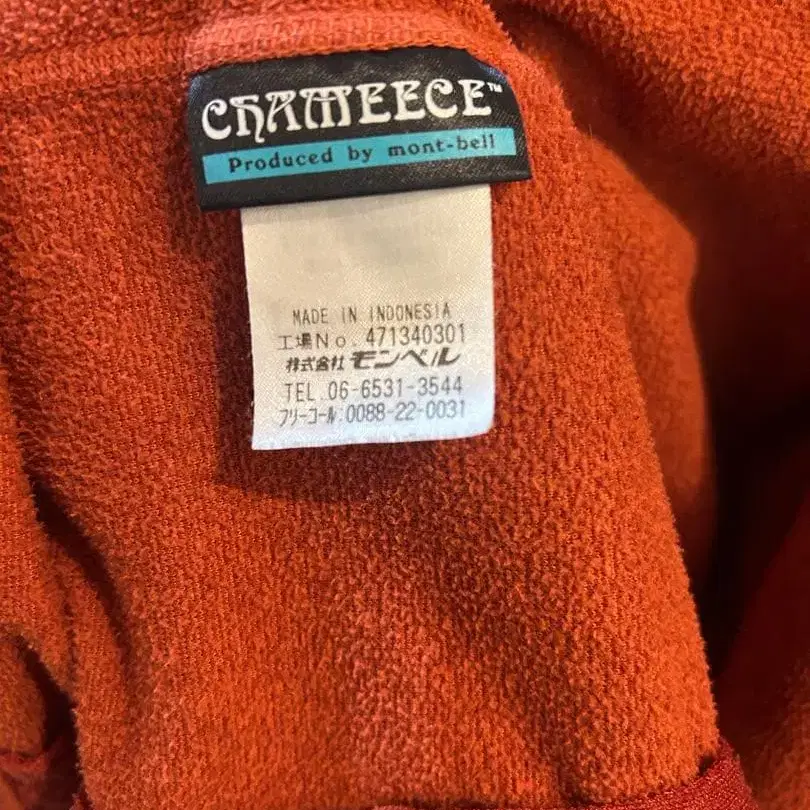 CHAMEECE™
Produced by mont-bell
MADE IN INDONESIA
工場No. 471340301
株式会社 モンベル
TEL 06-6531-3544
フリーコール 0088-22-0031